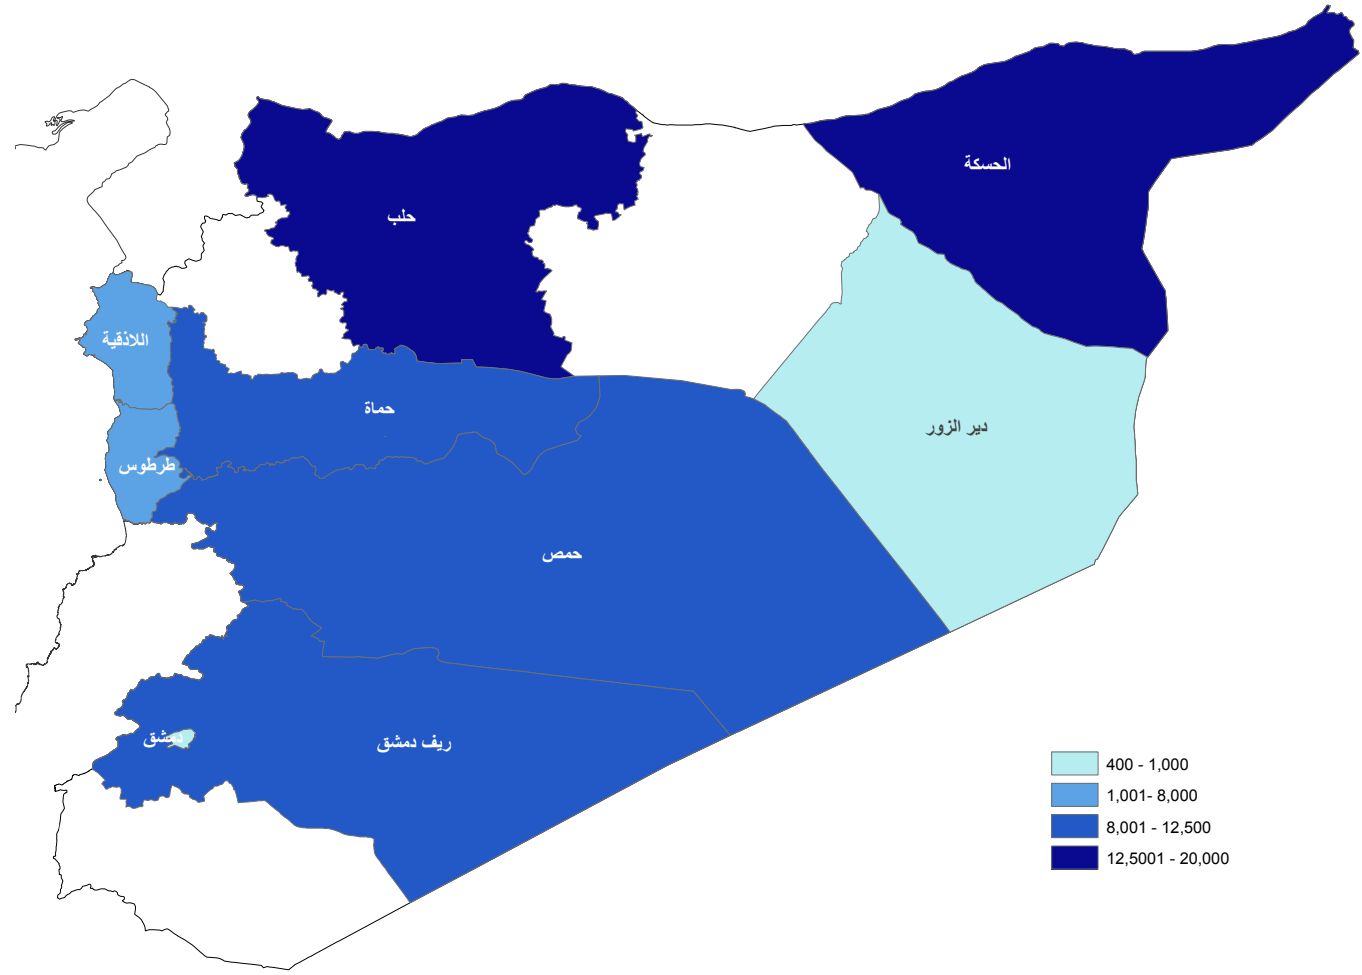 الحسكة
حلب
اللاذقية
حماة
دير الزور
طرطوس
حمص
دمشق
ريف دمشق
400 - 1,000
1,001- 8,000
8,001 - 12,500
12,5001 - 20,000